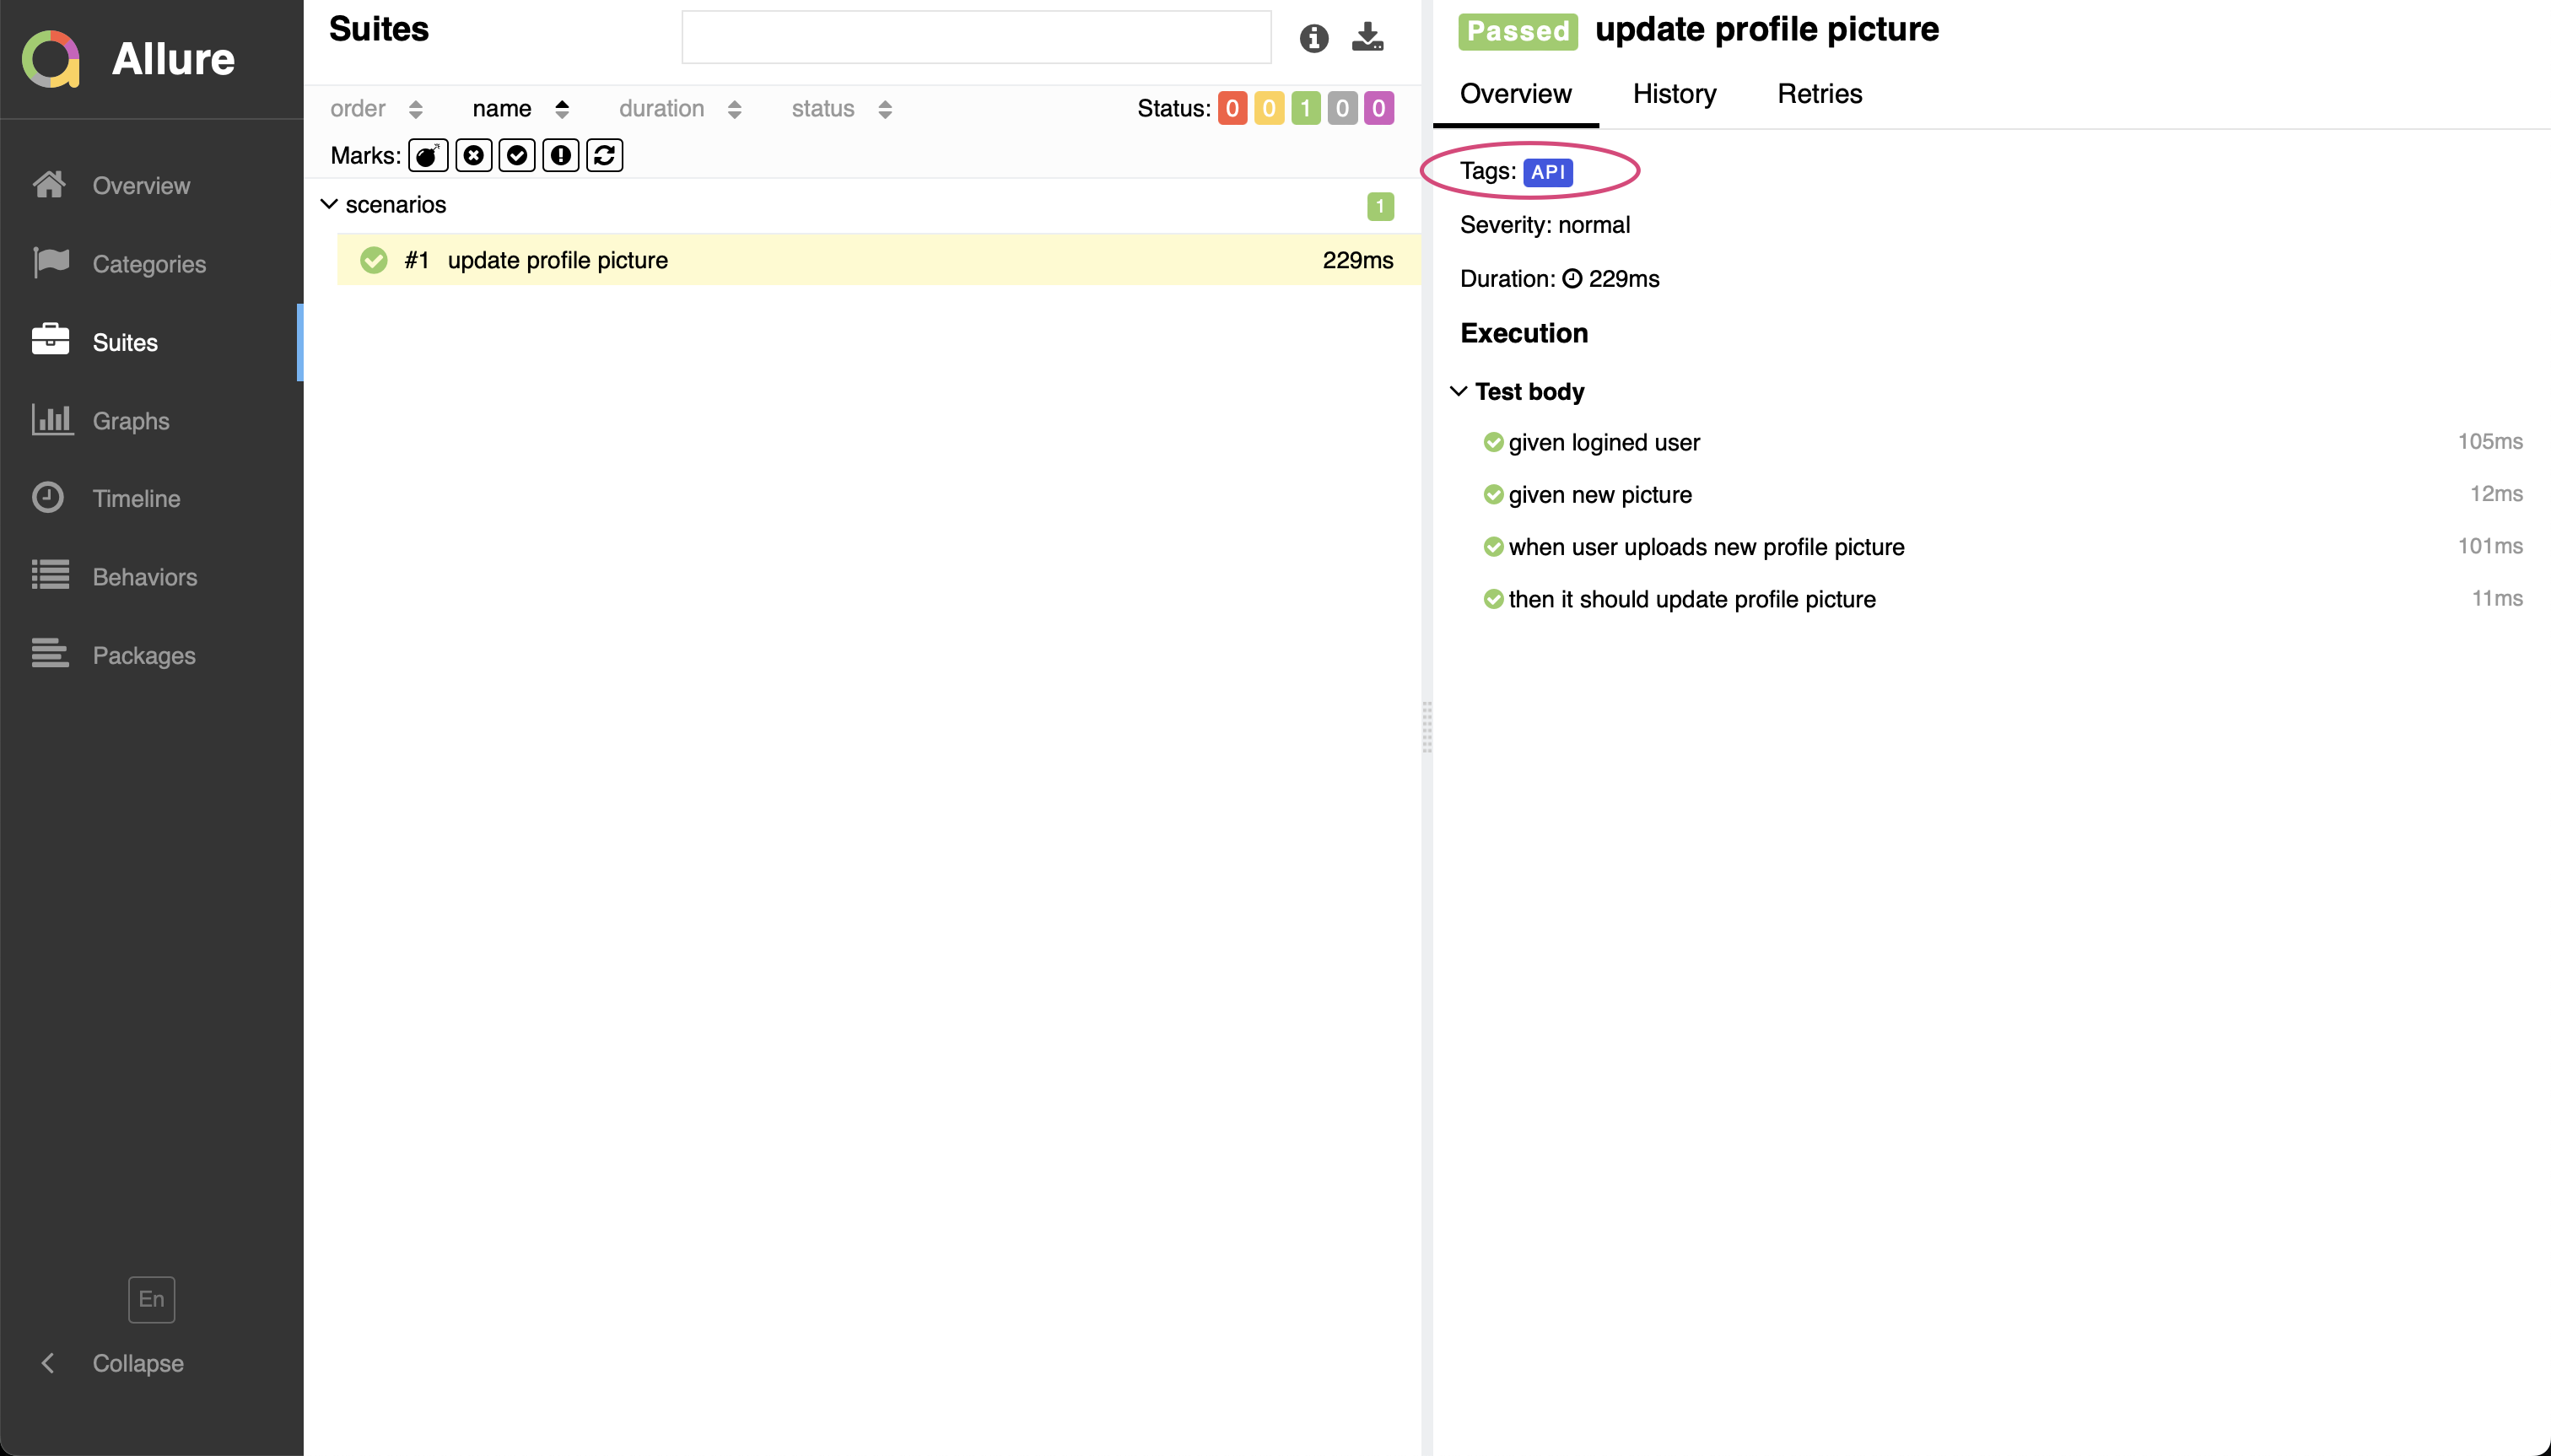 Allure
Overview
Categories
Suites
Graphs
Timeline
Behaviors
Packages
En
Collapse
Suites
order name duration status Status: 0 0 1 0 0
Marks:
scenarios 1
#1 update profile picture 229ms
Passed update profile picture
Overview History Retries
Tags: API
Severity: normal
Duration: 229ms
Execution
Test body
given logined user 105ms
given new picture 12ms
when user uploads new profile picture 101ms
then it should update profile picture 11ms